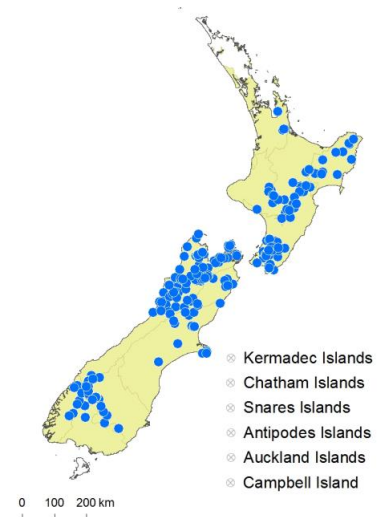 Kermadec Islands
Chatham Islands
Snares Islands
Antipodes Islands
Auckland Islands
Campbell Island
0 100 200 km